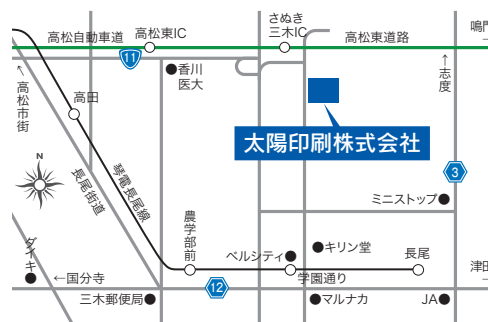 さぬき
三木IC
高松自動車道
高松東IC
高松東道路
鳴門
11
香川
医大
↑志度
←高松市街
高田
太陽印刷株式会社
3
N
琴電長尾線
長尾街道
ミニストップ
農学部前
ダイキ
キリン堂
ベルシティ
長尾
津田
←国分寺
学園通り
12
三木郵便局
マルナカ
JA